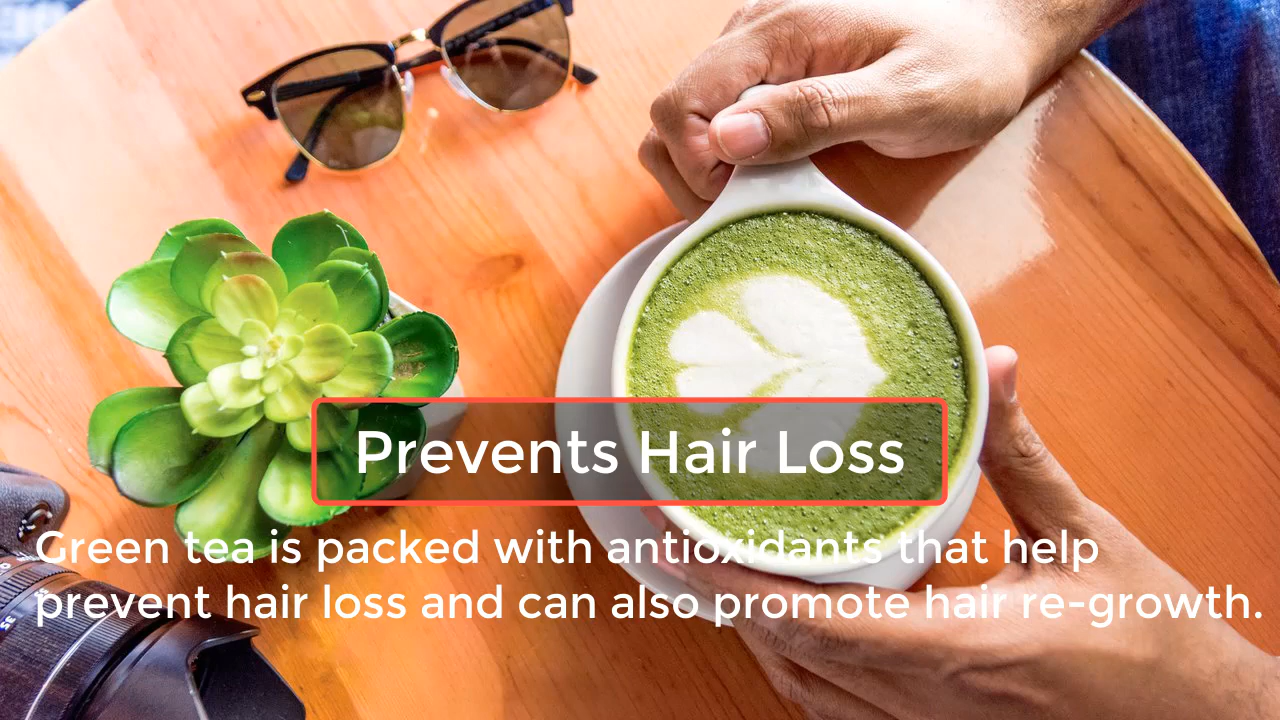 Prevents Hair Loss
Green tea is packed with antioxidants that help
prevent hair loss and can also promote hair re-growth.